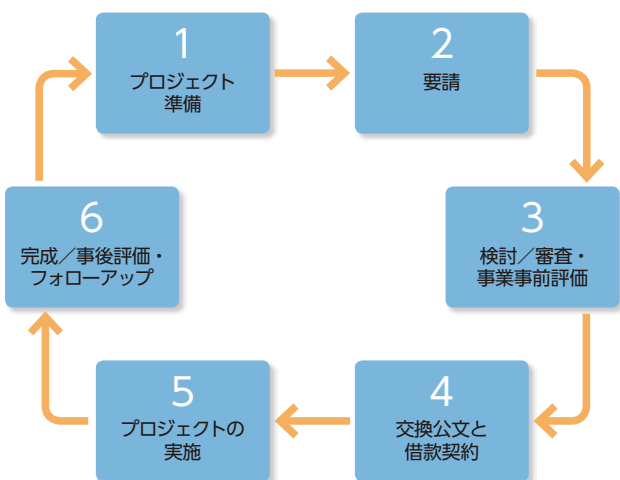 1
プロジェクト
準備
2
要請
3
検討／審査・
事業事前評価
4
交換公文と
借款契約
5
プロジェクトの
実施
6
完成／事後評価・
フォローアップ